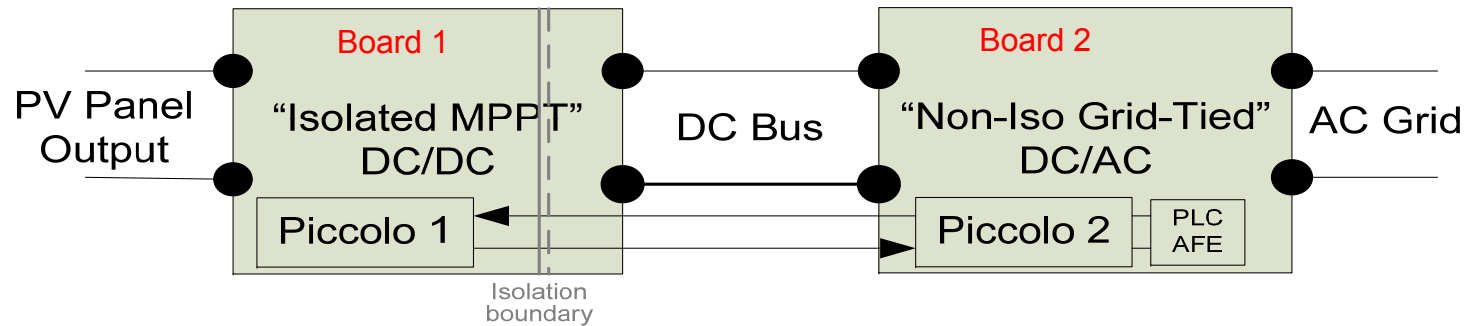 Board 1
Board 2
PV Panel
Output
“Isolated MPPT”
DC/DC
DC Bus
“Non-Iso Grid-Tied”
DC/AC
AC Grid
Piccolo 1
Piccolo 2
PLC
AFE
Isolation
boundary